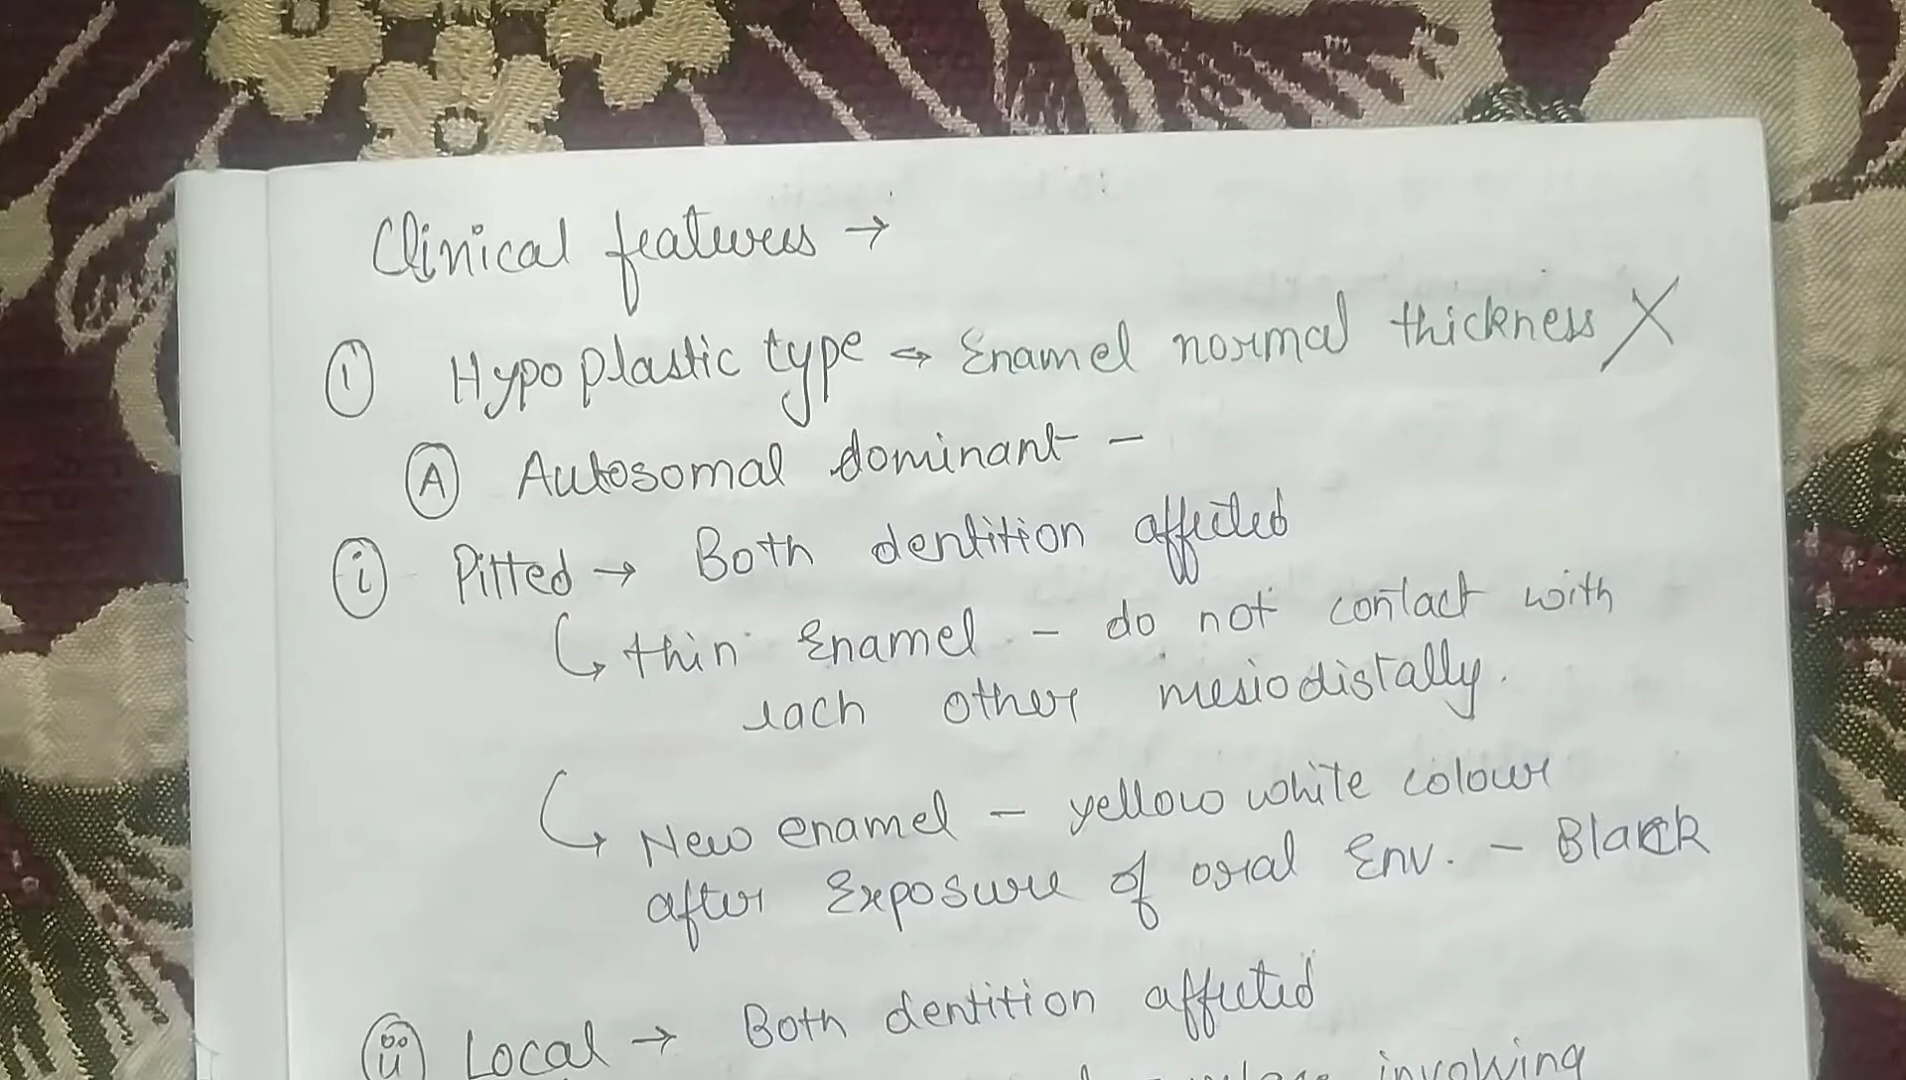 Clinical features →
① Hypoplastic type ⇔ Enamel normal thickness X
Ⓐ Autosomal dominant –
ⓘ Pitted → Both dentition affected
↳ thin Enamel – do not contact with
each other mesiodistally.
↳ New enamel – yellow white colour
after Exposure of oral Env. – Black
ⓘⓘ Local → Both dentition affected
involving